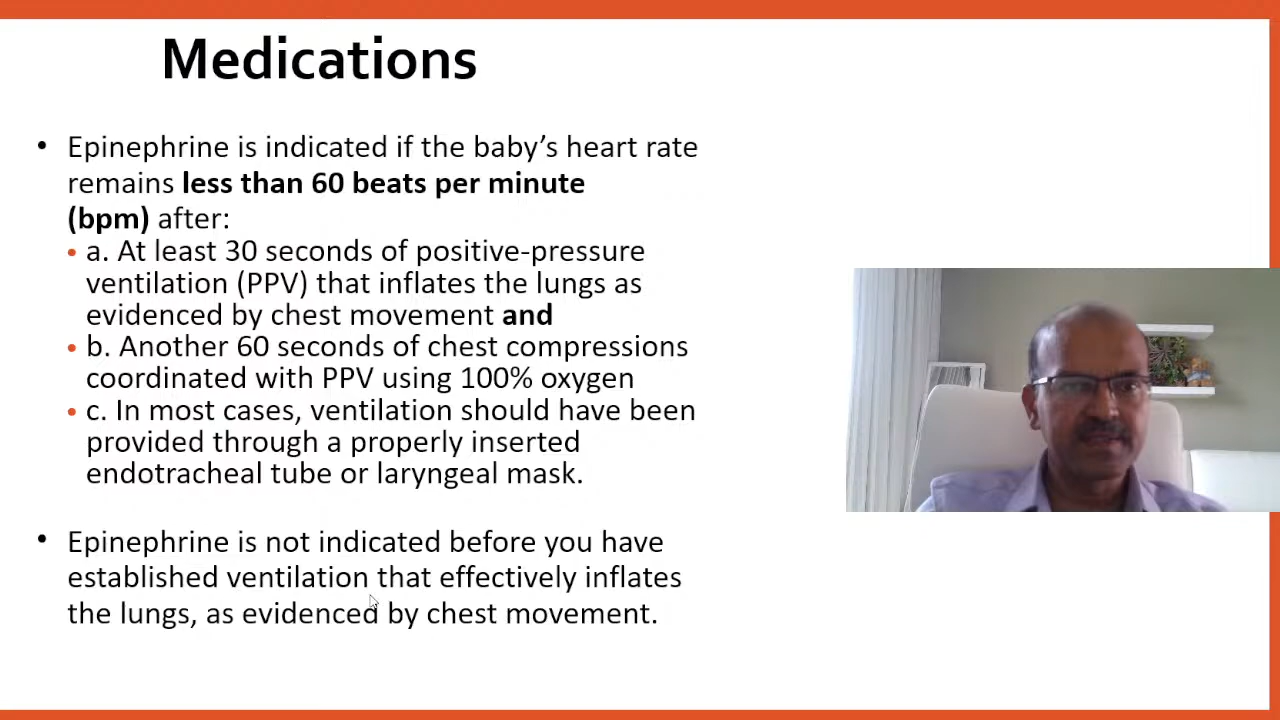 Medications
• Epinephrine is indicated if the baby’s heart rate
remains less than 60 beats per minute
(bpm) after:
• a. At least 30 seconds of positive-pressure
ventilation (PPV) that inflates the lungs as
evidenced by chest movement and
• b. Another 60 seconds of chest compressions
coordinated with PPV using 100% oxygen
• c. In most cases, ventilation should have been
provided through a properly inserted
endotracheal tube or laryngeal mask.
• Epinephrine is not indicated before you have
established ventilation that effectively inflates
the lungs, as evidenced by chest movement.